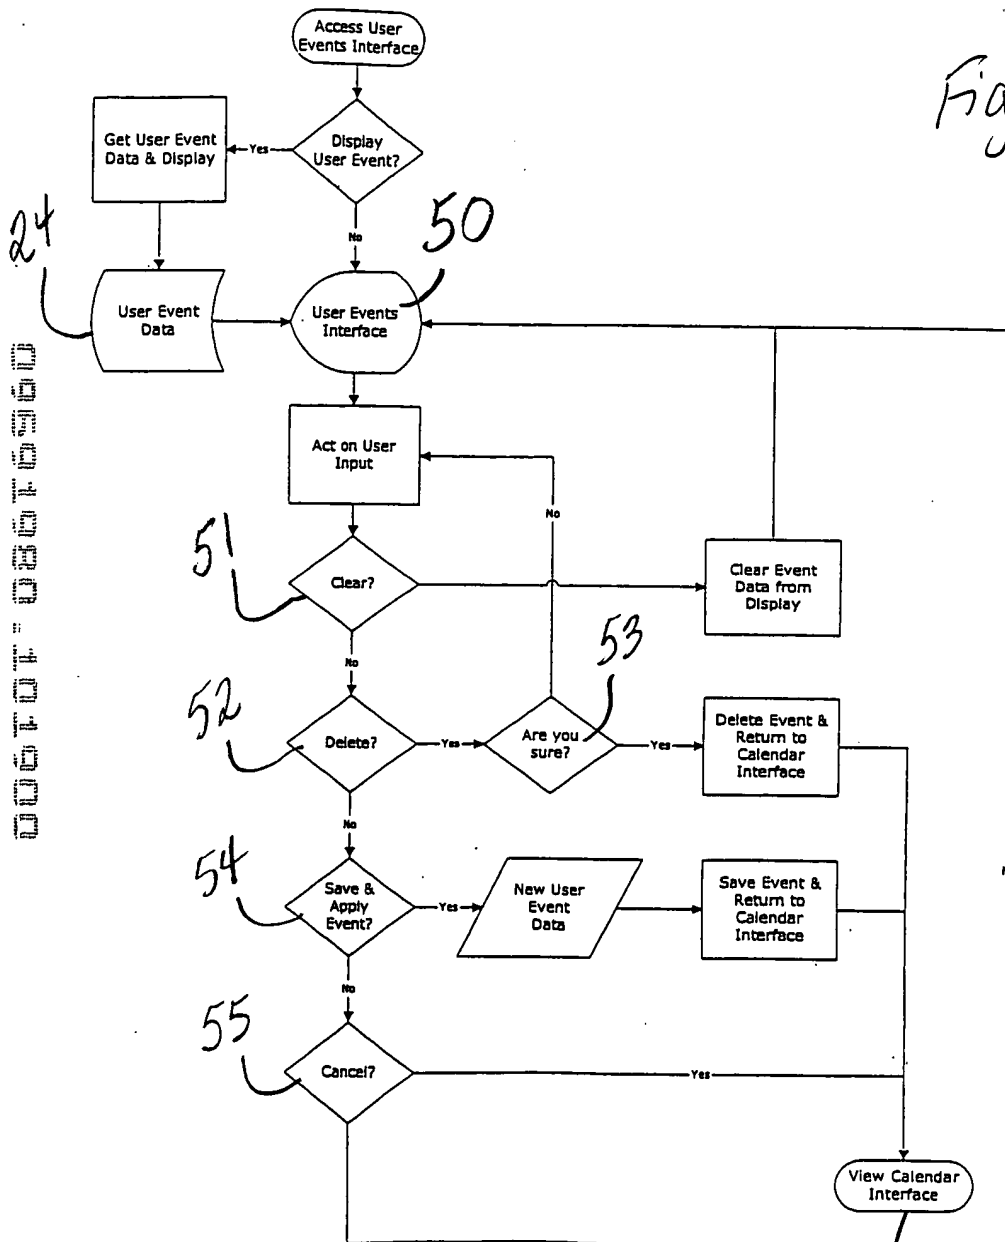 Access User
Events Interface
Fig
Get User Event
Data & Display
Yes
Display
User Event?
No
50
24
User Event
Data
User Events
Interface
Act on User
Input
No
51
Clear?
Clear Event
Data from
Display
No
53
52
Delete?
Yes
Are you
sure?
Yes
Delete Event &
Return to
Calendar
Interface
No
54
Save &
Apply
Event?
Yes
New User
Event
Data
Save Event &
Return to
Calendar
Interface
No
55
Cancel?
Yes
View Calendar
Interface
09691980 . 101900